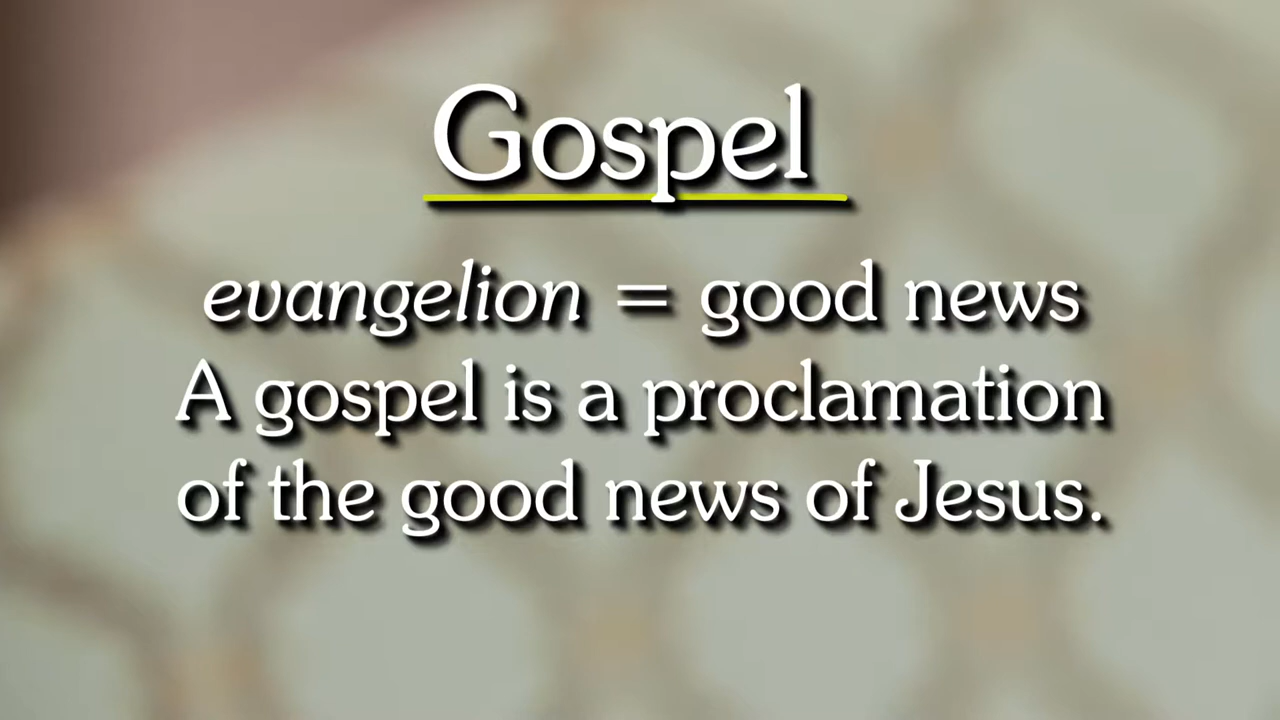 Gospel
evangelion = good news
A gospel is a proclamation
of the good news of Jesus.